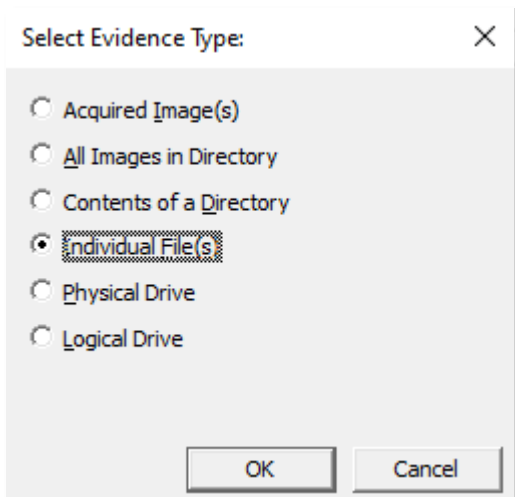 Select Evidence Type:
Acquired Image(s)
All Images in Directory
Contents of a Directory
Individual File(s)
Physical Drive
Logical Drive
OK
Cancel